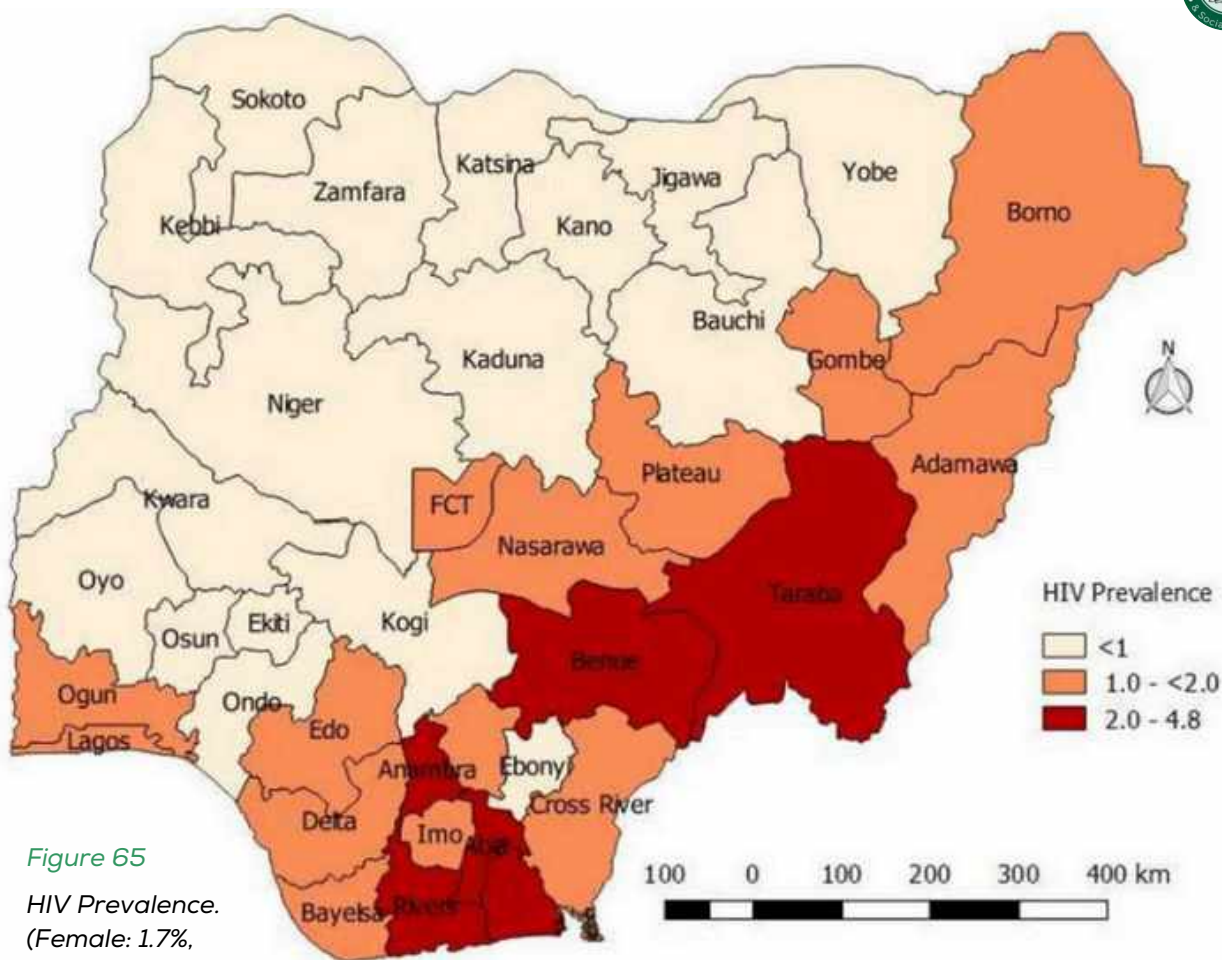 Sokoto
Katsina
Jigawa
Yobe
Zamfara
Kebbi
Kano
Borno
Bauchi
Kaduna
Gombe
Niger
N
Plateau
Adamawa
FCT
Kwara
Nasarawa
Oyo
Taraba
HIV Prevalence
Osun
Ekiti
Kogi
Benue
<1
1.0 - <2.0
2.0 - 4.8
Ogun
Ondo
Edo
Lagos
Anambra
Ebonyi
Cross River
Delta
Imo
Abia
Bayelsa
Rivers
100 0 100 200 300 400 km
Figure 65
HIV Prevalence.
(Female: 1.7%,